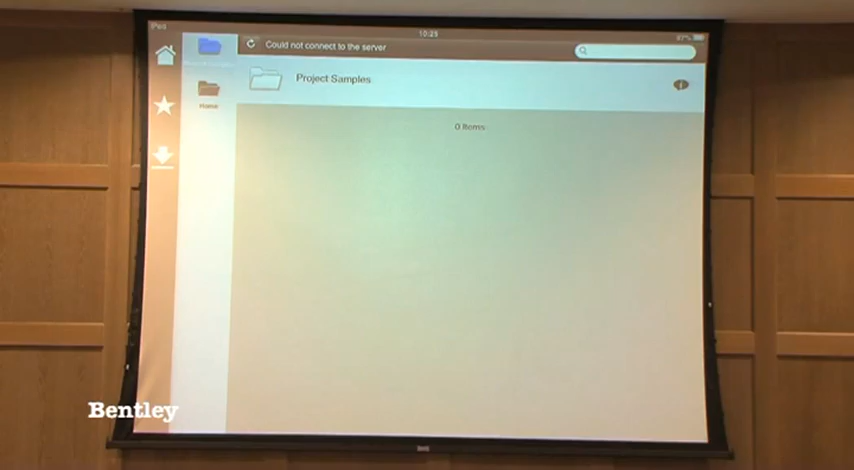 iPad
10:25
Could not connect to the server
Project Samples
Home
0 items
Bentley